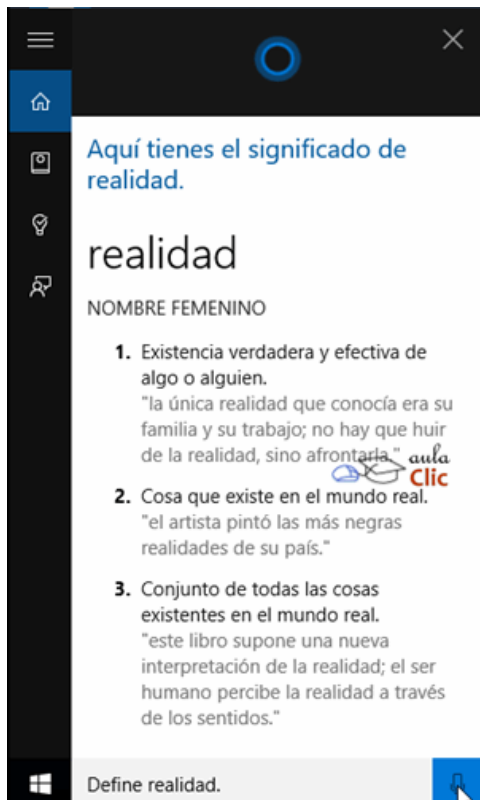 Aquí tienes el significado de
realidad.
realidad
NOMBRE FEMENINO
1. Existencia verdadera y efectiva de
algo o alguien.
"la única realidad que conocía era su
familia y su trabajo; no hay que huir
de la realidad, sino afrontarla."
aula
Clic
2. Cosa que existe en el mundo real.
"el artista pintó las más negras
realidades de su país."
3. Conjunto de todas las cosas
existentes en el mundo real.
"este libro supone una nueva
interpretación de la realidad; el ser
humano percibe la realidad a través
de los sentidos."
Define realidad.